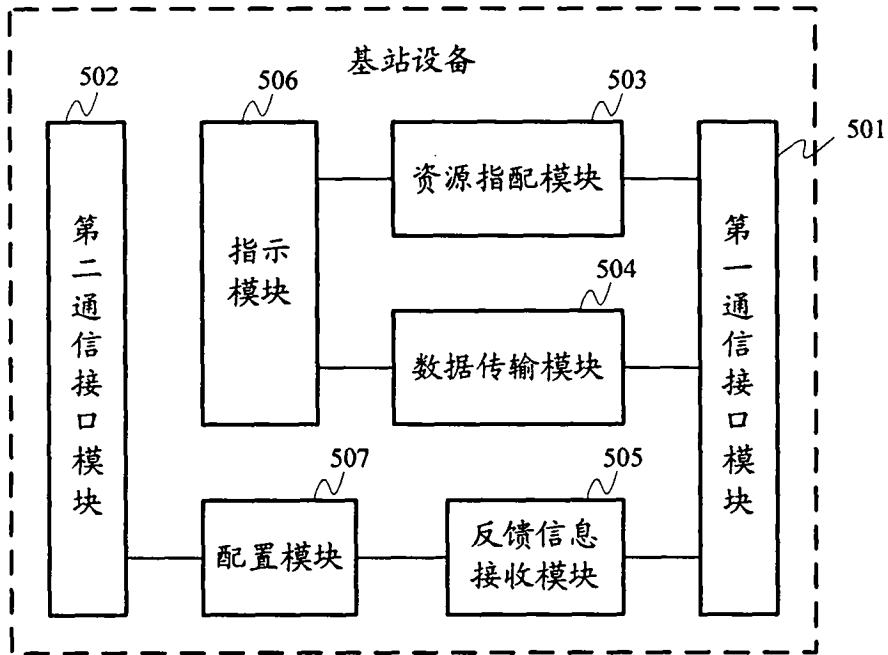 基站设备
502
506
503
501
资源指配模块
第二通信接口模块
指示
模块
第一通信接口模块
504
数据传输模块
507
505
配置模块
反馈信息
接收模块